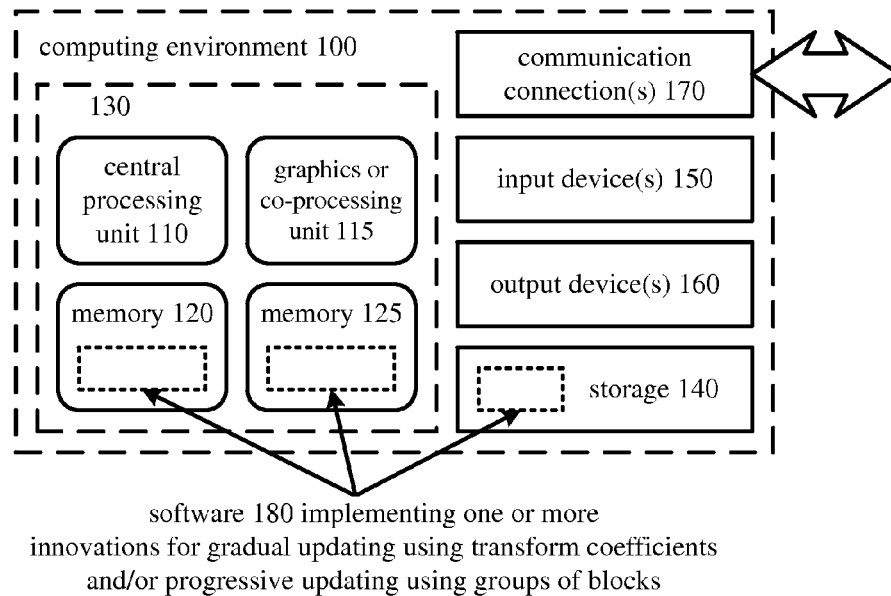 computing environment 100
130
central
processing
unit 110
graphics or
co-processing
unit 115
memory 120
memory 125
communication
connection(s) 170
input device(s) 150
output device(s) 160
storage 140
software 180 implementing one or more
innovations for gradual updating using transform coefficients
and/or progressive updating using groups of blocks